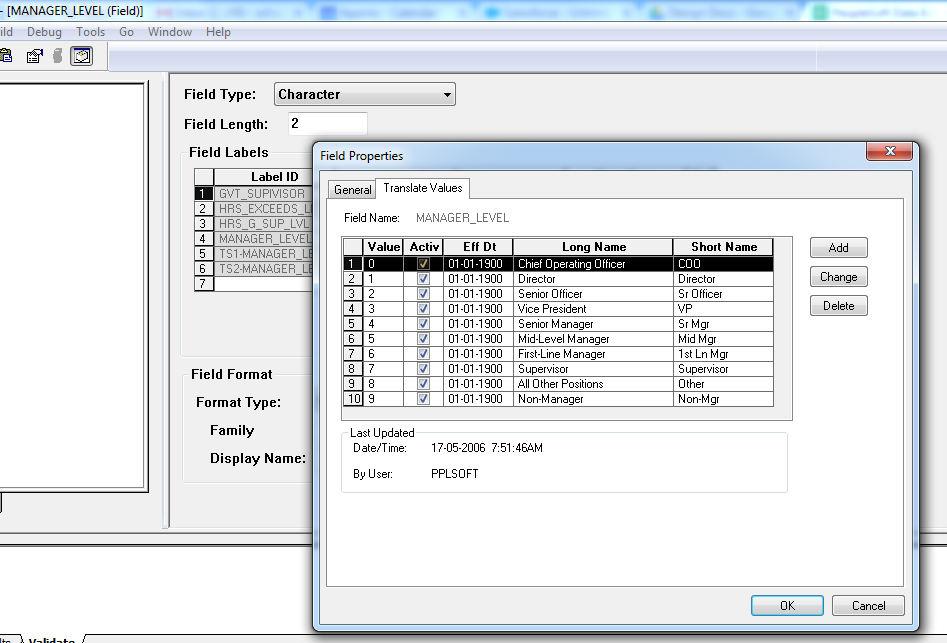 - [MANAGER_LEVEL (Field)]
ild Debug Tools Go Window Help
Field Type: Character
Field Length: 2
Field Labels
Label ID
1 GVT_SUPIVISOR
2 HRS_EXCEEDS_L
3 HRS_G_SUP_LVL
4 MANAGER_LEVEL
5 TS1-MANAGER_LE
6 TS2-MANAGER_LE
7
Field Format
Format Type:
Family
Display Name:
Field Properties
General Translate Values
Field Name: MANAGER_LEVEL
Value Activ Eff Dt Long Name Short Name
1 0 01-01-1900 Chief Operating Officer COO
2 1 01-01-1900 Director Director
3 2 01-01-1900 Senior Officer Sr Officer
4 3 01-01-1900 Vice President VP
5 4 01-01-1900 Senior Manager Sr Mgr
6 5 01-01-1900 Mid-Level Manager Mid Mgr
7 6 01-01-1900 First-Line Manager 1st Ln Mgr
8 7 01-01-1900 Supervisor Supervisor
9 8 01-01-1900 All Other Positions Other
10 9 01-01-1900 Non-Manager Non-Mgr
Add
Change
Delete
Last Updated
Date/Time: 17-05-2006 7:51:46AM
By User: PPLSOFT
OK Cancel
lts Validate